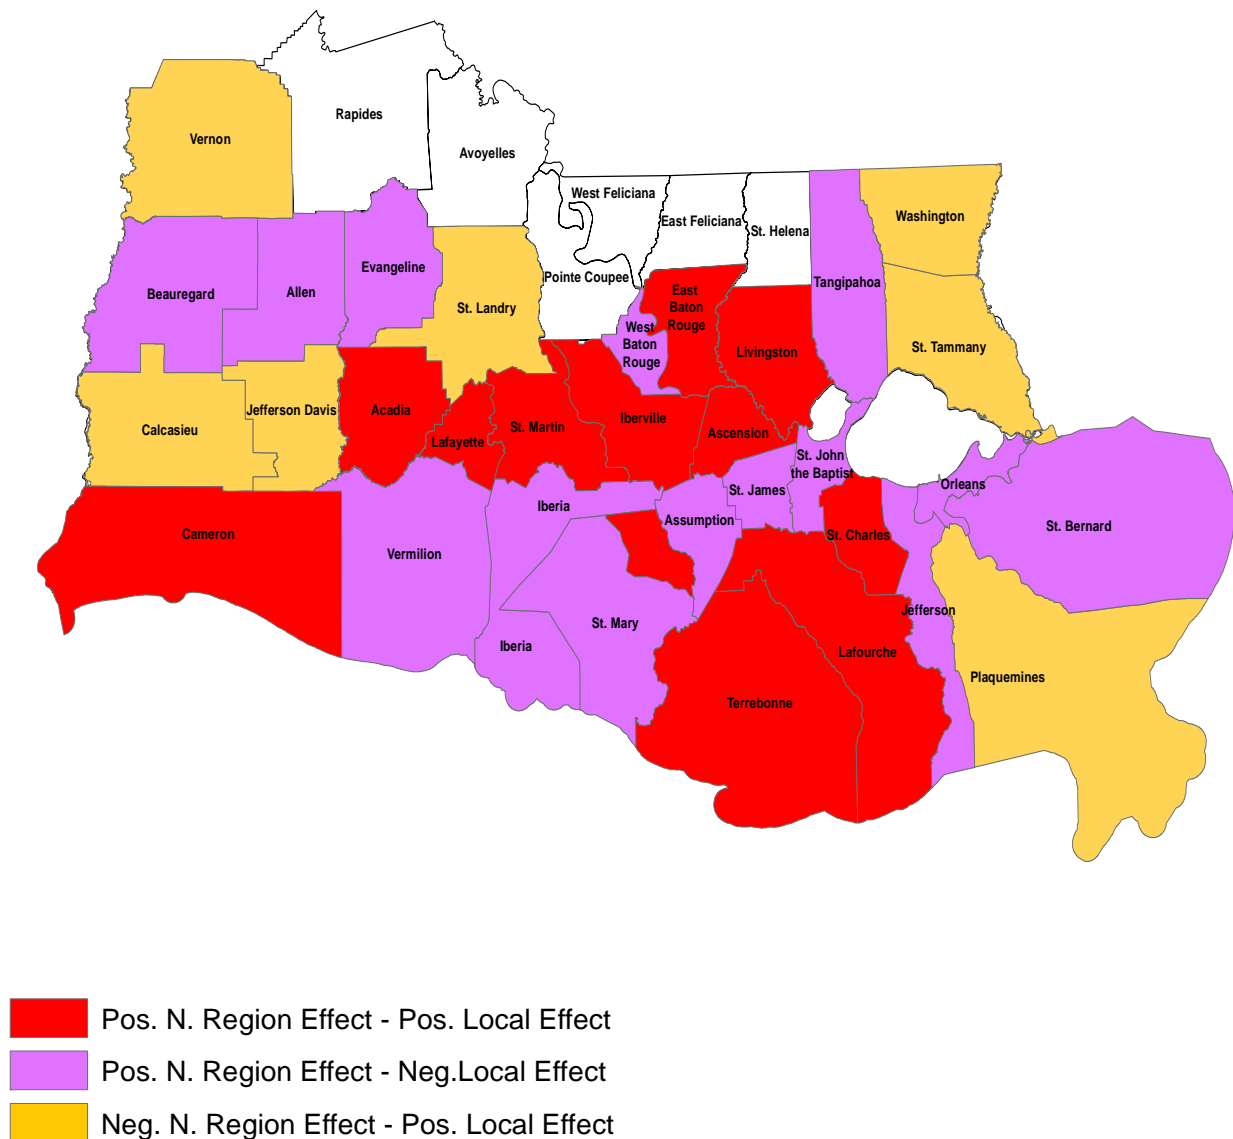 Rapides
Vernon
Avoyelles
West Feliciana
East Feliciana
Washington
St. Helena
Evangeline
Pointe Coupee
Tangipahoa
Beauregard
Allen
East
Baton
Rouge
St. Landry
West
Baton
Rouge
St. Tammany
Livingston
Jefferson Davis
Acadia
Calcasieu
Iberville
St. Martin
Ascension
Lafayette
St. John
the Baptist
Orleans
St. James
Iberia
Assumption
St. Bernard
Cameron
St. Charles
Vermilion
Jefferson
St. Mary
Iberia
Lafourche
Plaquemines
Terrebonne
Pos. N. Region Effect - Pos. Local Effect
Pos. N. Region Effect - Neg.Local Effect
Neg. N. Region Effect - Pos. Local Effect